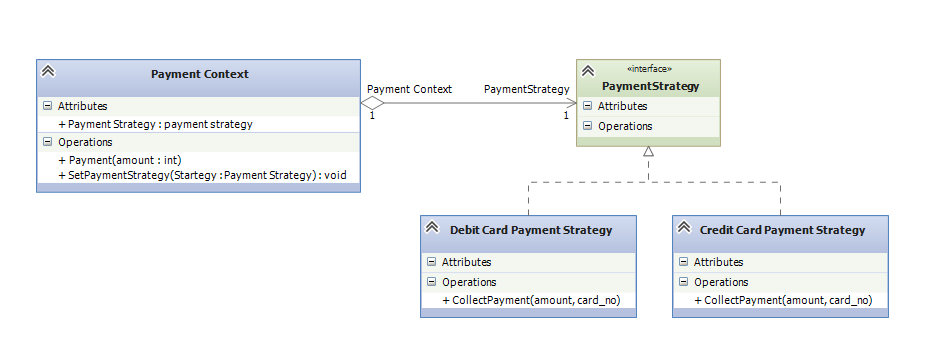 Payment Context
Attributes
+ Payment Strategy : payment strategy
Operations
+ Payment(amount : int)
+ SetPaymentStrategy(Startegy : Payment Strategy) : void
Payment Context
1
PaymentStrategy
1
«interface»
PaymentStrategy
Attributes
Operations
Debit Card Payment Strategy
Attributes
Operations
+ CollectPayment(amount, card_no)
Credit Card Payment Strategy
Attributes
Operations
+ CollectPayment(amount, card_no)